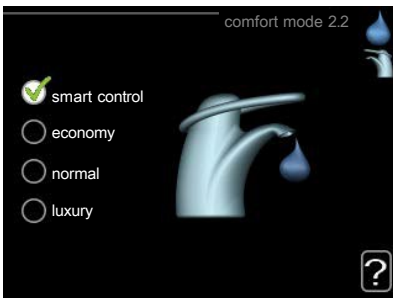 comfort mode 2.2
smart control
economy
normal
luxury
?